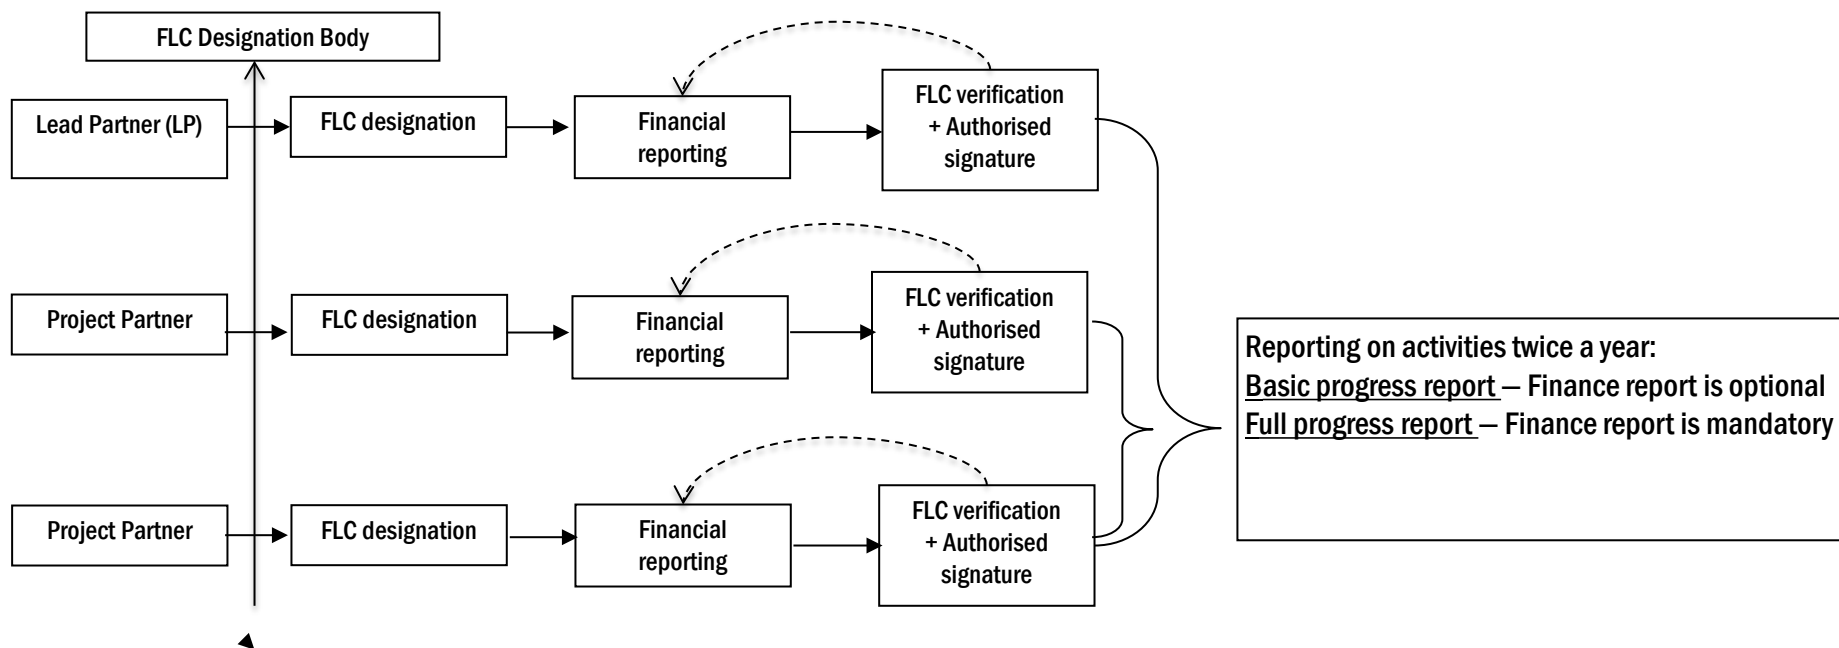 FLC Designation Body
Lead Partner (LP)
FLC designation
Financial
reporting
FLC verification
+ Authorised
signature
Project Partner
FLC designation
Financial
reporting
FLC verification
+ Authorised
signature
Reporting on activities twice a year:
Basic progress report – Finance report is optional
Full progress report – Finance report is mandatory
Project Partner
FLC designation
Financial
reporting
FLC verification
+ Authorised
signature